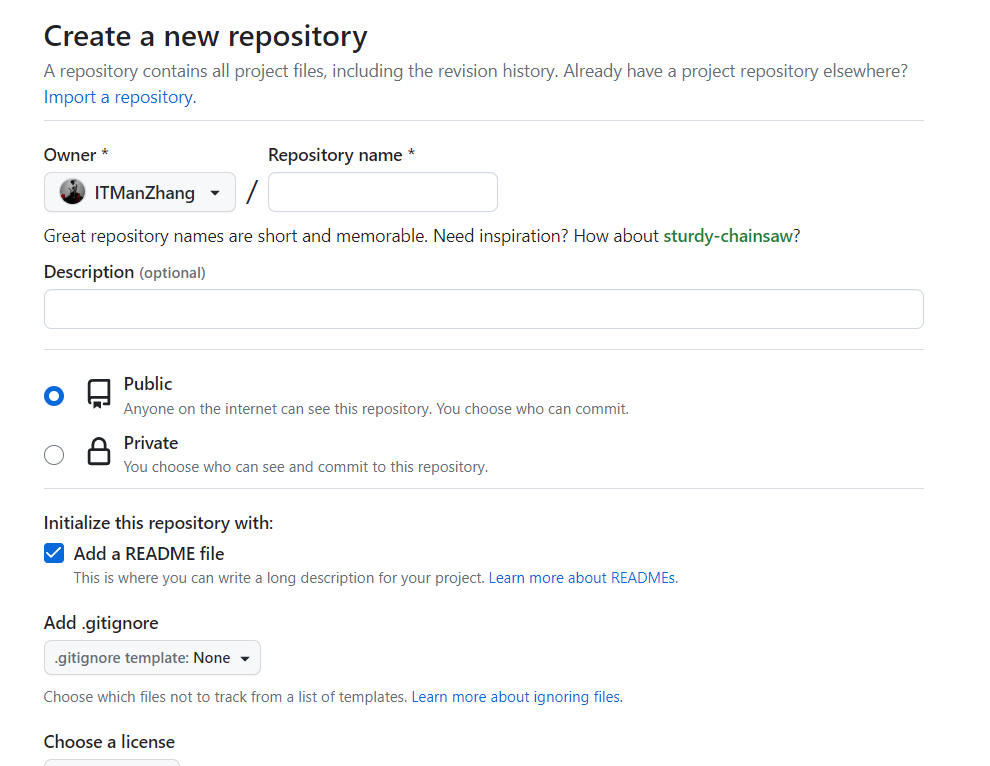 Create a new repository
A repository contains all project files, including the revision history. Already have a project repository elsewhere?
Import a repository.
Owner * Repository name *
ITManZhang /
Great repository names are short and memorable. Need inspiration? How about sturdy-chainsaw?
Description (optional)
Public
Anyone on the internet can see this repository. You choose who can commit.
Private
You choose who can see and commit to this repository.
Initialize this repository with:
Add a README file
This is where you can write a long description for your project. Learn more about READMEs.
Add .gitignore
.gitignore template: None
Choose which files not to track from a list of templates. Learn more about ignoring files.
Choose a license